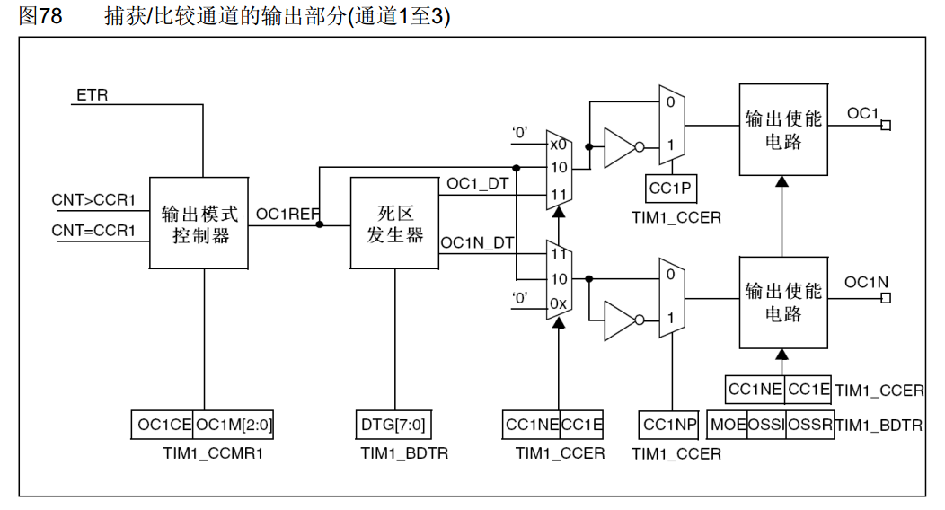 图78 捕获/比较通道的输出部分(通道1至3)
ETR
CNT>CCR1
CNT=CCR1
输出模式
控制器
OC1REF
死区
发生器
OC1_DT
OC1N_DT
'0'
x0
10
11
11
10
0x
'0'
0
1
CC1P
TIM1_CCER
0
1
输出使能
电路
OC1
输出使能
电路
OC1N
OC1CE OC1M[2:0]
TIM1_CCMR1
DTG[7:0]
TIM1_BDTR
CC1NE CC1E
TIM1_CCER
CC1NP
TIM1_CCER
CC1NE CC1E TIM1_CCER
MOE OSSI OSSR TIM1_BDTR